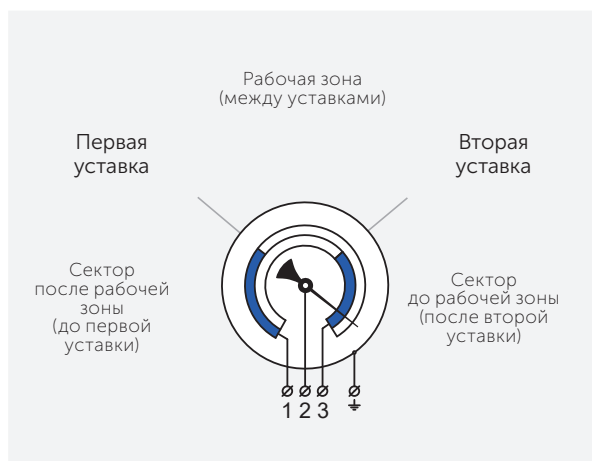 Рабочая зона
(между уставками)
Первая
уставка
Вторая
уставка
Сектор
после рабочей
зоны
(до первой
уставки)
Сектор
до рабочей зоны
(после второй
уставки)
1 2 3